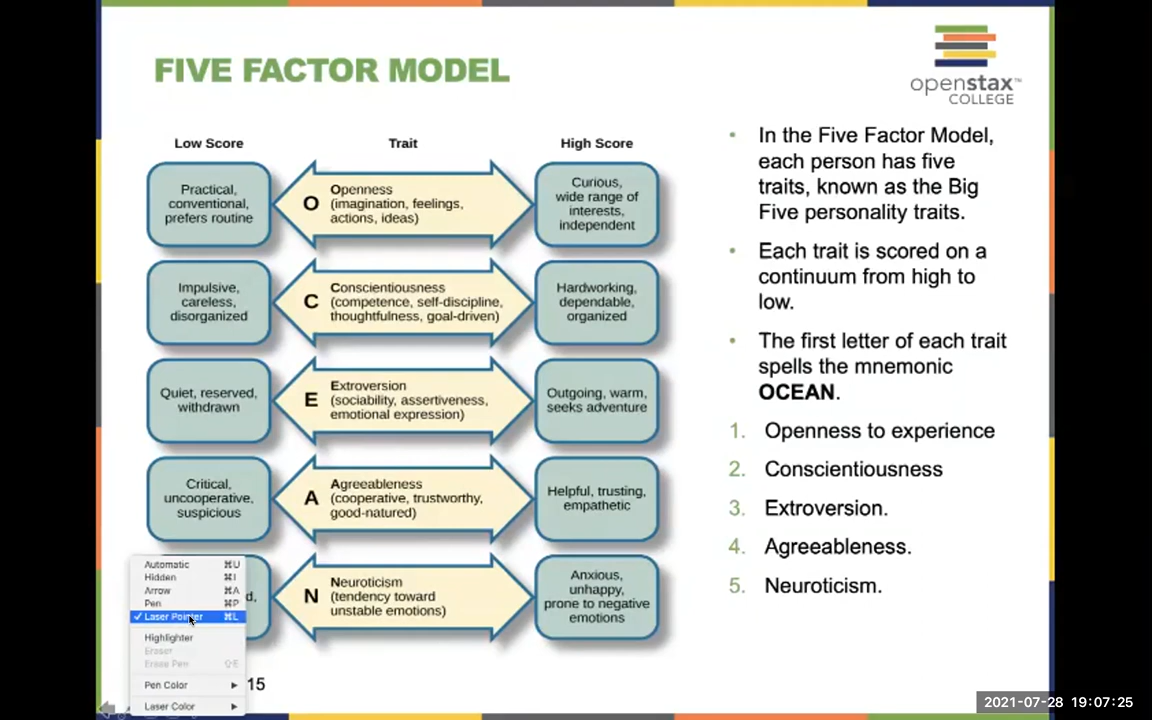 FIVE FACTOR MODEL
openstax™
COLLEGE
Low Score
Trait
High Score
Practical,
conventional,
prefers routine
O
Openness
(imagination, feelings,
actions, ideas)
Curious,
wide range of
interests,
independent
Impulsive,
careless,
disorganized
C
Conscientiousness
(competence, self-discipline,
thoughtfulness, goal-driven)
Hardworking,
dependable,
organized
Quiet, reserved,
withdrawn
E
Extroversion
(sociability, assertiveness,
emotional expression)
Outgoing, warm,
seeks adventure
Critical,
uncooperative,
suspicious
A
Agreeableness
(cooperative, trustworthy,
good-natured)
Helpful, trusting,
empathetic
N
Neuroticism
(tendency toward
unstable emotions)
Anxious,
unhappy,
prone to negative
emotions
• In the Five Factor Model,
each person has five
traits, known as the Big
Five personality traits.
• Each trait is scored on a
continuum from high to
low.
• The first letter of each trait
spells the mnemonic
OCEAN.
1. Openness to experience
2. Conscientiousness
3. Extroversion.
4. Agreeableness.
5. Neuroticism.
Automatic ⌘U
Hidden ⌘I
Arrow ⌘A
Pen ⌘P
✓ Laser Pointer ⌘L
Highlighter
Eraser
Erase Pen ⇧E
Pen Color ▶
Laser Color ▶
15
2021-07-28 19:07:25